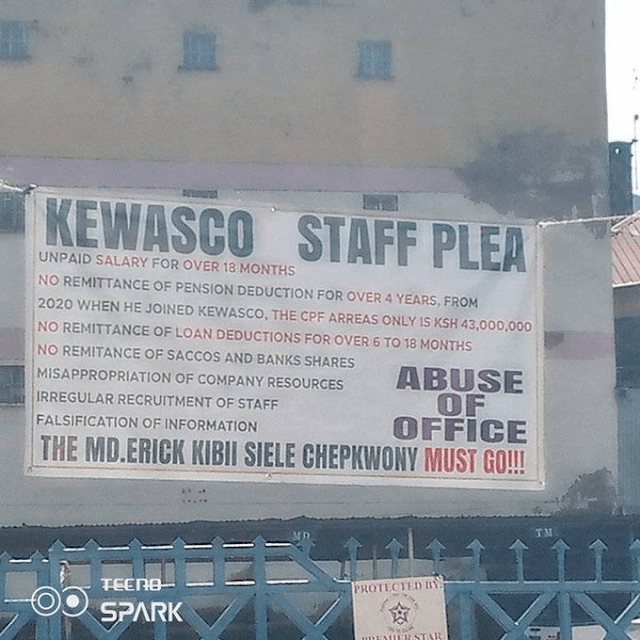 KEWASCO STAFF PLEA
UNPAID SALARY FOR OVER 18 MONTHS
NO REMITTANCE OF PENSION DEDUCTION FOR OVER 4 YEARS, FROM
2020 WHEN HE JOINED KEWASCO, THE CPF ARREAS ONLY IS KSH 43,000,000
NO REMITTANCE OF LOAN DEDUCTIONS FOR OVER 6 TO 18 MONTHS
NO REMITANCE OF SACCOS AND BANKS SHARES
MISAPPROPRIATION OF COMPANY RESOURCES
IRREGULAR RECRUITMENT OF STAFF
FALSIFICATION OF INFORMATION
ABUSE
OF
OFFICE
THE MD.ERICK KIBII SIELE CHEPKWONY MUST GO!!!
MD TM
PROTECTED BY:
PREMIER STAR
TECNO
SPARK